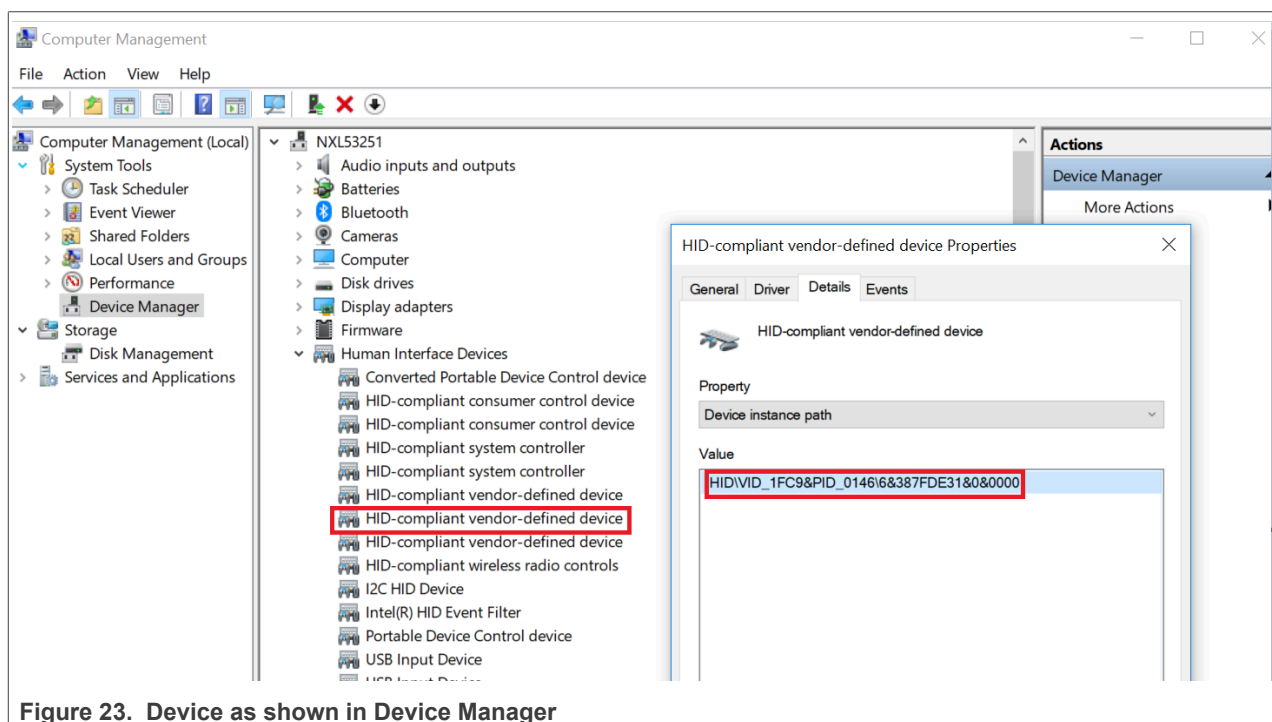 Computer Management
File Action View Help
Computer Management (Local)
System Tools
Task Scheduler
Event Viewer
Shared Folders
Local Users and Groups
Performance
Device Manager
Storage
Disk Management
Services and Applications
NXL53251
Audio inputs and outputs
Batteries
Bluetooth
Cameras
Computer
Disk drives
Display adapters
Firmware
Human Interface Devices
Converted Portable Device Control device
HID-compliant consumer control device
HID-compliant consumer control device
HID-compliant system controller
HID-compliant system controller
HID-compliant vendor-defined device
HID-compliant vendor-defined device
HID-compliant vendor-defined device
HID-compliant wireless radio controls
I2C HID Device
Intel(R) HID Event Filter
Portable Device Control device
USB Input Device
Actions
Device Manager
More Actions
HID-compliant vendor-defined device Properties
General Driver Details Events
HID-compliant vendor-defined device
Property
Device instance path
Value
HID\VID_1FC9&PID_0146\6&387FDE31&0&0000
Figure 23. Device as shown in Device Manager